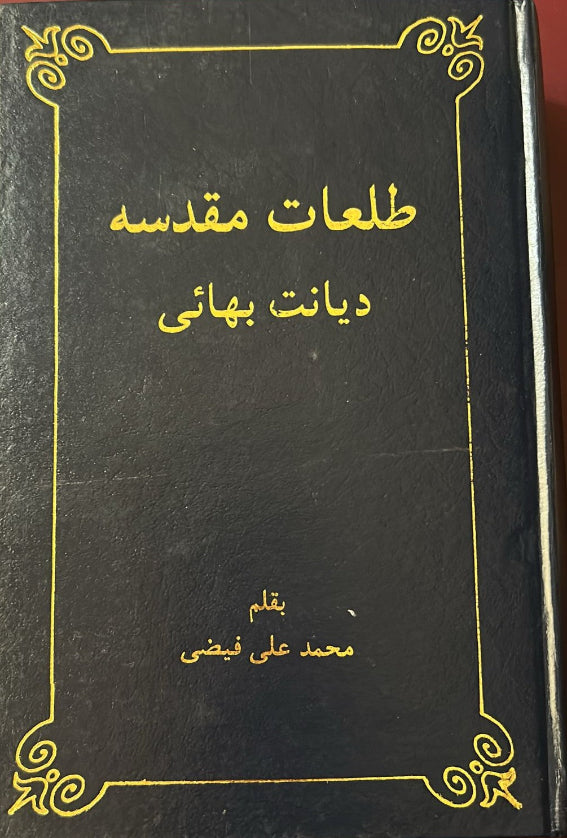 طلعات مقدسه
دیانت بهائی
بقلم
محمد علی فیضی